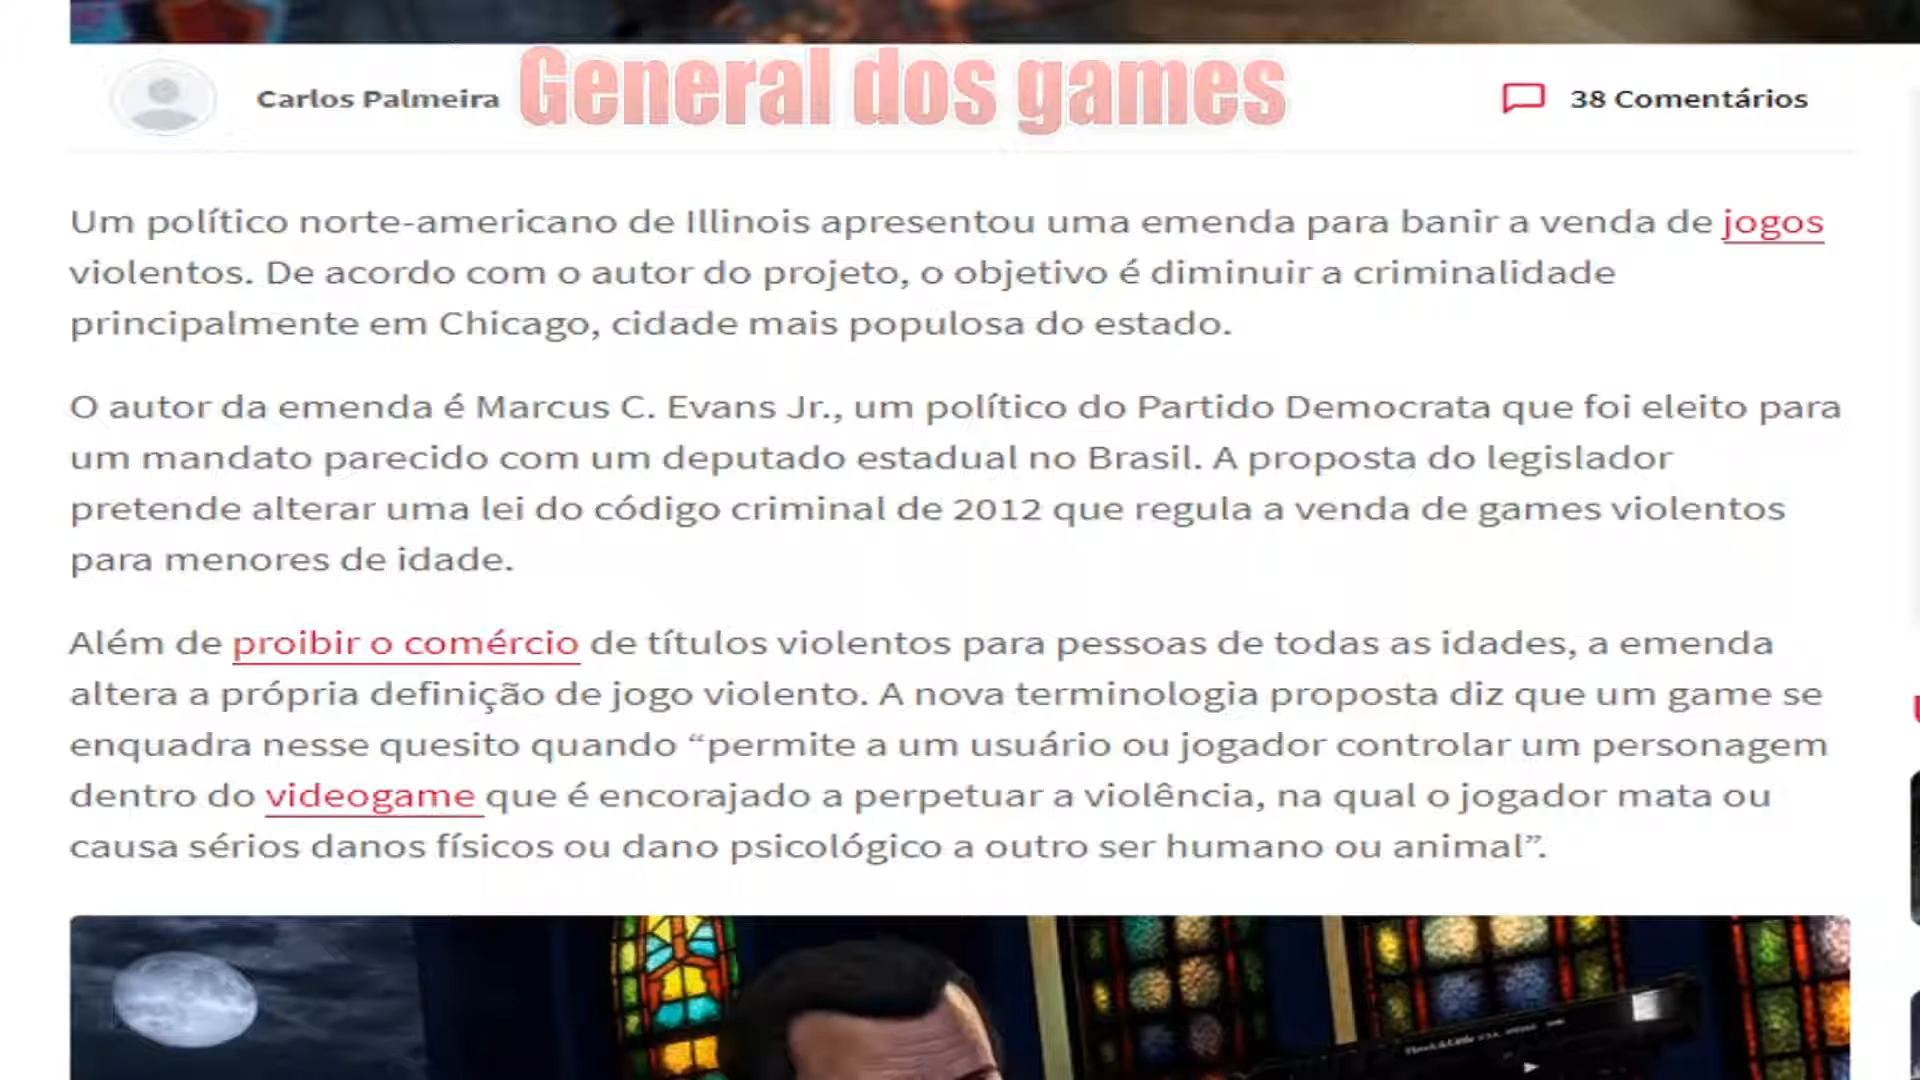 Carlos Palmeira
General dos games
38 Comentários
Um político norte-americano de Illinois apresentou uma emenda para banir a venda de jogos
violentos. De acordo com o autor do projeto, o objetivo é diminuir a criminalidade
principalmente em Chicago, cidade mais populosa do estado.
O autor da emenda é Marcus C. Evans Jr., um político do Partido Democrata que foi eleito para
um mandato parecido com um deputado estadual no Brasil. A proposta do legislador
pretende alterar uma lei do código criminal de 2012 que regula a venda de games violentos
para menores de idade.
Além de proibir o comércio de títulos violentos para pessoas de todas as idades, a emenda
altera a própria definição de jogo violento. A nova terminologia proposta diz que um game se
enquadra nesse quesito quando “permite a um usuário ou jogador controlar um personagem
dentro do videogame que é encorajado a perpetuar a violência, na qual o jogador mata ou
causa sérios danos físicos ou dano psicológico a outro ser humano ou animal”.